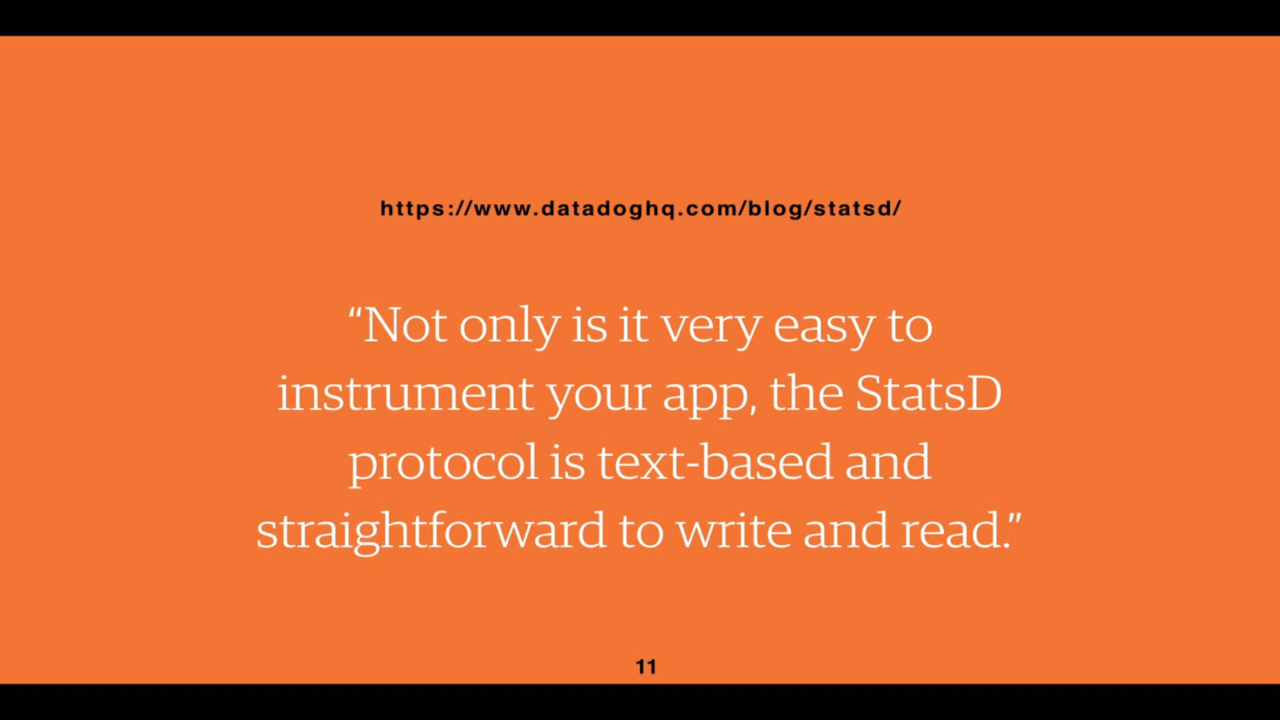 https://www.datadoghq.com/blog/statsd/
“Not only is it very easy to
instrument your app, the StatsD
protocol is text-based and
straightforward to write and read.”
11